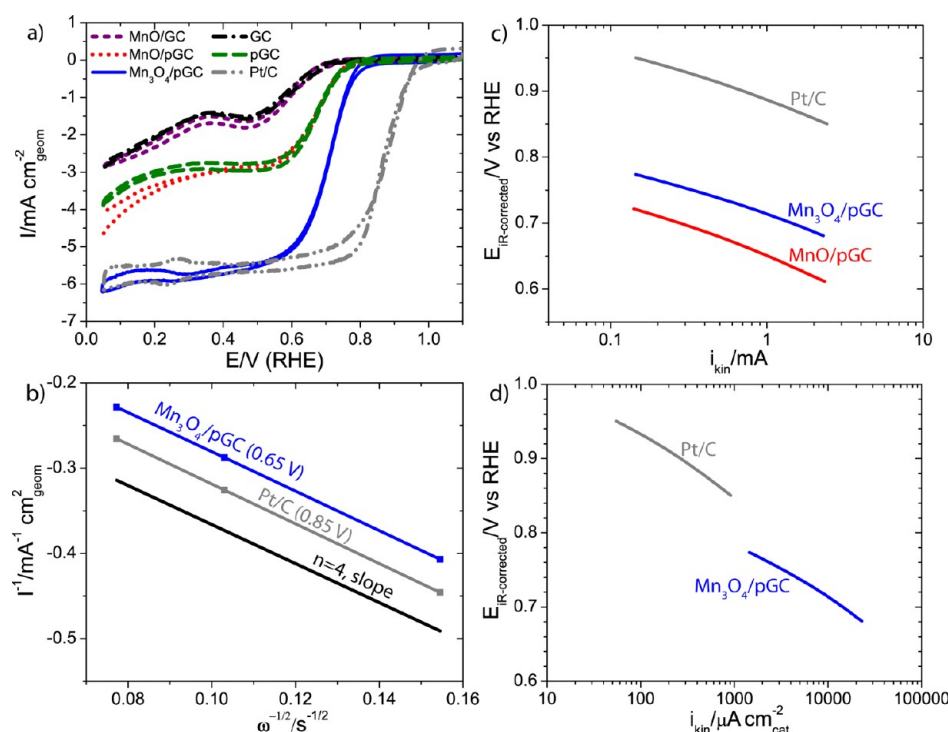 a)
MnO/GC
GC
MnO/pGC
pGC
Mn₃O₄/pGC
Pt/C
I/mA cm⁻²geom
1
0
-1
-2
-3
-4
-5
-6
-7
0.0 0.2 0.4 0.6 0.8 1.0
E/V (RHE)
c)
EiR-corrected/V vs RHE
1.0
0.9
0.8
0.7
0.6
Pt/C
Mn₃O₄/pGC
MnO/pGC
0.1 1 10
ikin/mA
b)
I⁻¹/mA⁻¹ cm²geom
-0.2
-0.3
-0.4
-0.5
Mn₃O₄/pGC (0.65 V)
Pt/C (0.85 V)
n=4, slope
0.08 0.10 0.12 0.14 0.16
ω⁻¹/²/s⁻¹/²
d)
EiR-corrected/V vs RHE
1.0
0.9
0.8
0.7
0.6
Pt/C
Mn₃O₄/pGC
10 100 1000 10000 100000
ikin/μA cm⁻²cat